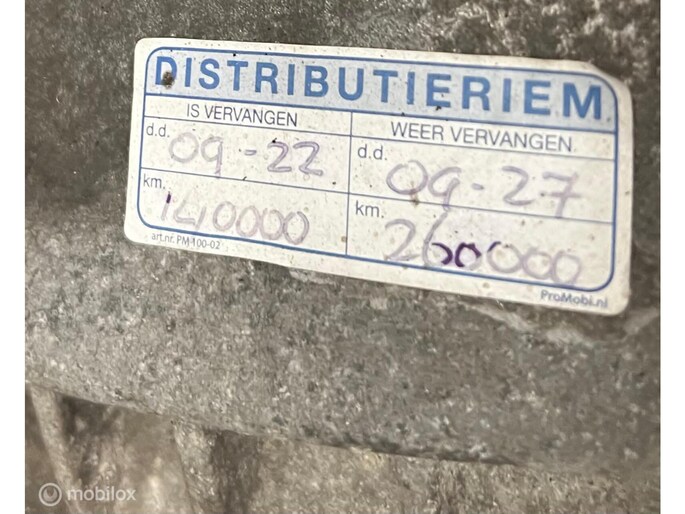 DISTRIBUTIERIEM
IS VERVANGEN
d.d. 09-22
km. 140000
WEER VERVANGEN
d.d. 09-27
km. 260000
art.nr. PM-100-02
ProMobi.nl
mobilox